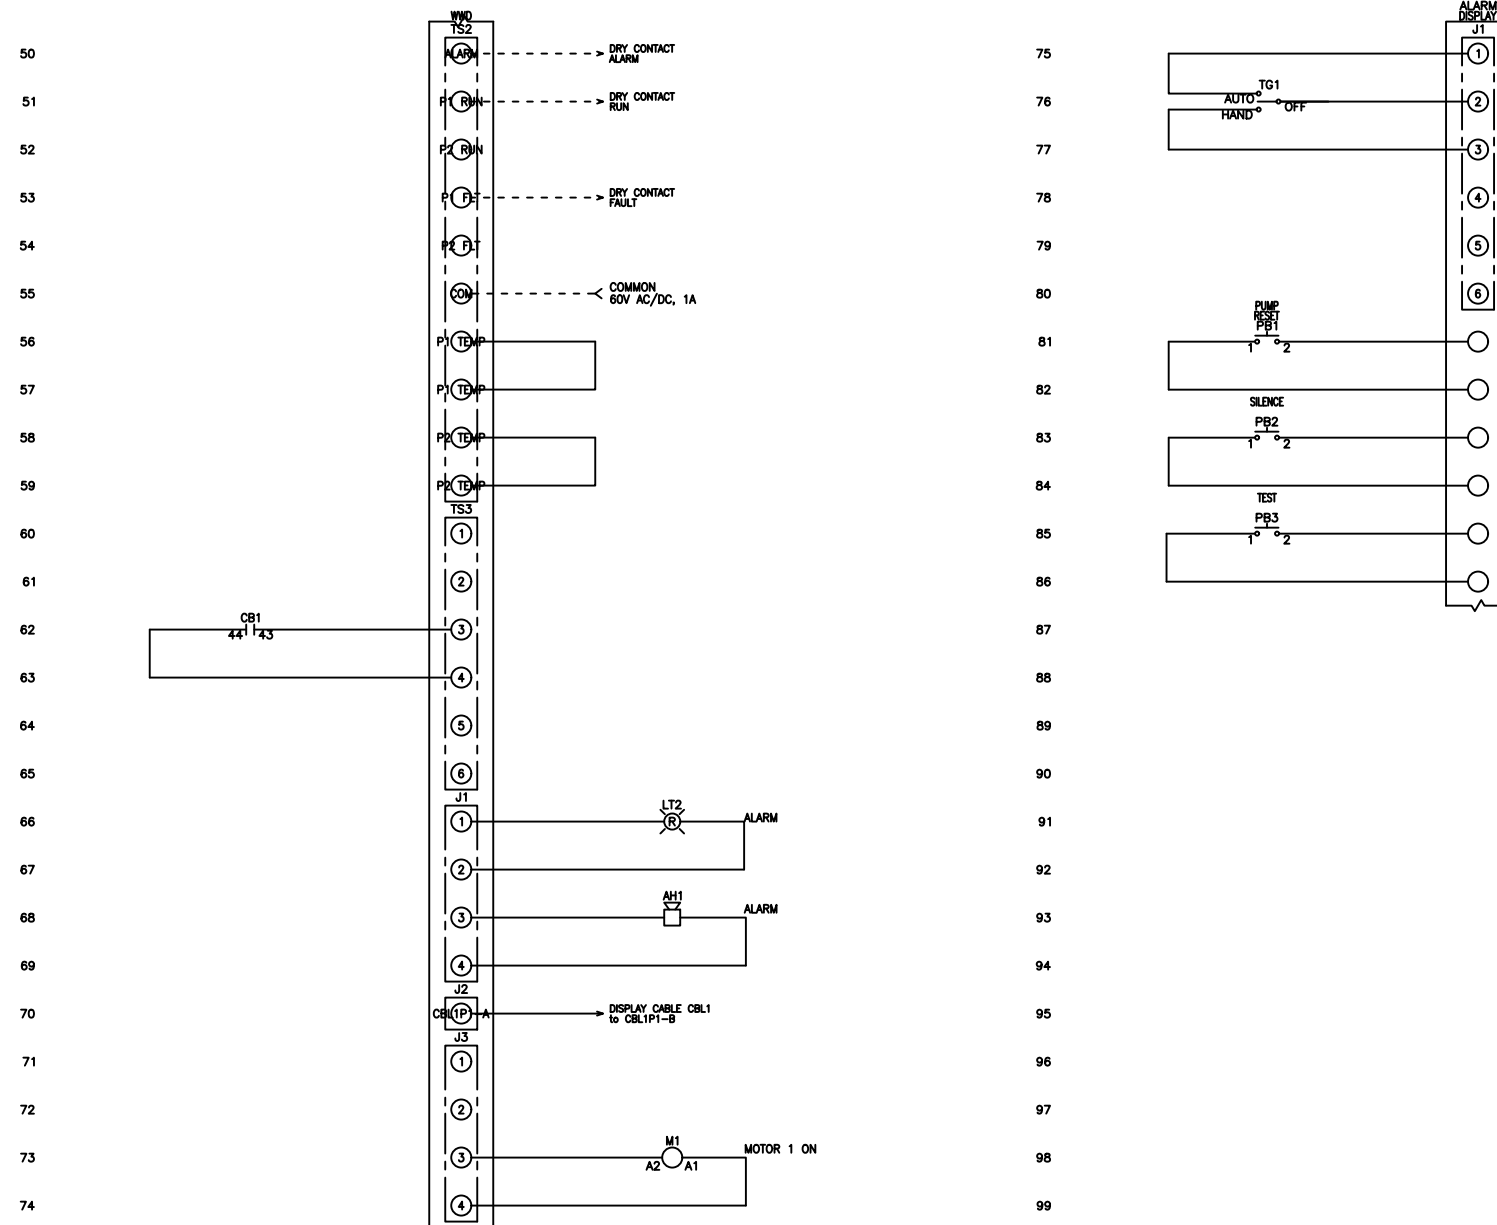 WWD
TS2
50
ALARM
DRY CONTACT
ALARM
51
P1 RUN
DRY CONTACT
RUN
52
P2 RUN
53
P1 FLT
DRY CONTACT
FAULT
54
P2 FLT
55
COM
COMMON
60V AC/DC, 1A
56
P1 TEMP
57
P1 TEMP
58
P2 TEMP
59
P2 TEMP
TS3
60
1
61
2
CB1
62
44 43
3
63
4
64
5
65
6
J1
66
1
LT2
R
ALARM
67
2
68
3
AH1
ALARM
69
4
J2
70
CBL1P1-A
DISPLAY CABLE CBL1
to CBL1P1-B
J3
71
1
72
2
73
3
M1
A2 A1
MOTOR 1 ON
74
4
ALARM
DISPLAY
J1
75
1
TG1
76
AUTO
OFF
HAND
2
77
3
78
4
79
5
80
6
PUMP
RESET
PB1
81
1 2
82
SILENCE
PB2
83
1 2
84
TEST
PB3
85
1 2
86
87
88
89
90
91
92
93
94
95
96
97
98
99